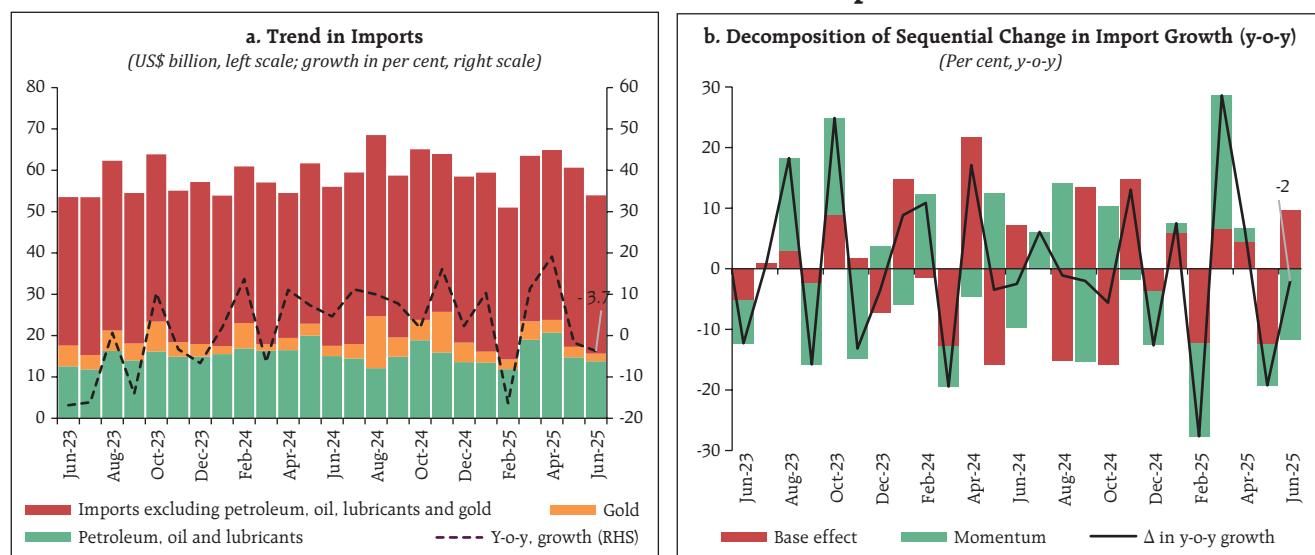 a. Trend in Imports
(US$ billion, left scale; growth in per cent, right scale)
80
70
60
50
40
30
20
10
0
60
50
40
30
20
10
0
-10
-20
-3.7
Jun-23
Aug-23
Oct-23
Dec-23
Feb-24
Apr-24
Jun-24
Aug-24
Oct-24
Dec-24
Feb-25
Apr-25
Jun-25
Imports excluding petroleum, oil, lubricants and gold
Gold
Petroleum, oil and lubricants
Y-o-y, growth (RHS)
b. Decomposition of Sequential Change in Import Growth (y-o-y)
(Per cent, y-o-y)
30
20
10
0
-10
-20
-30
-2
Jun-23
Aug-23
Oct-23
Dec-23
Feb-24
Apr-24
Jun-24
Aug-24
Oct-24
Dec-24
Feb-25
Apr-25
Jun-25
Base effect
Momentum
Δ in y-o-y growth